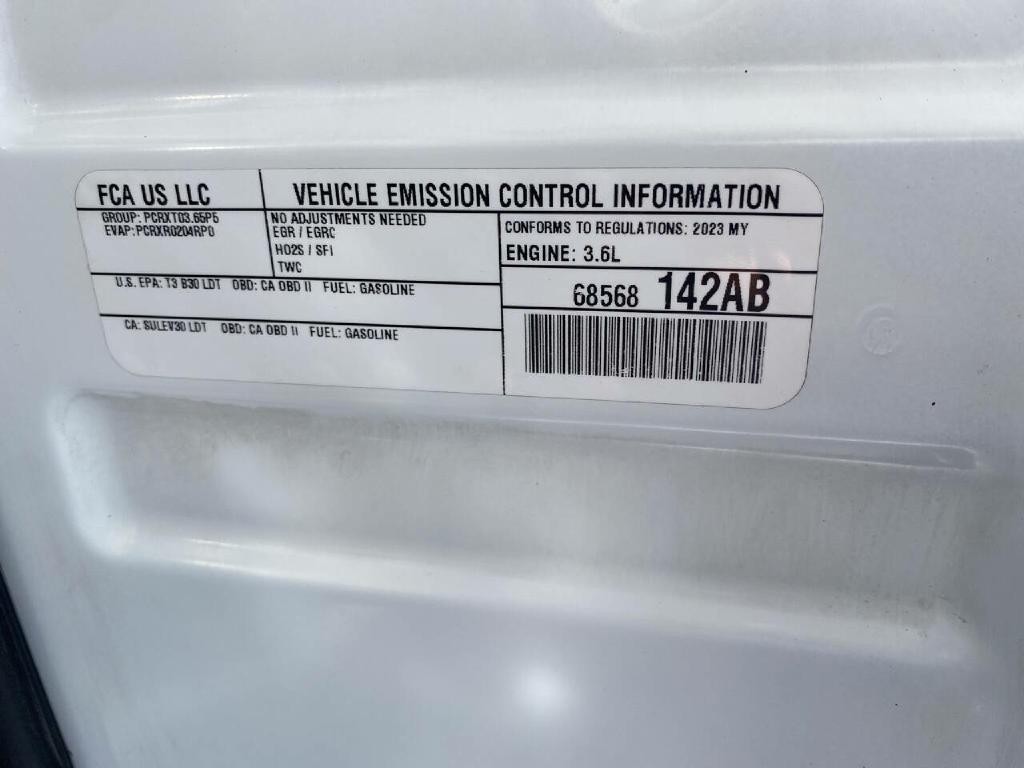 FCA US LLC
VEHICLE EMISSION CONTROL INFORMATION
GROUP: PCRXT03.65P5
EVAP:PCRXR0204RP0
NO ADJUSTMENTS NEEDED
EGR / EGRC
HO2S / SFI
TWC
CONFORMS TO REGULATIONS: 2023 MY
ENGINE: 3.6L
U.S. EPA: T3 B30 LDT OBD: CA OBD II FUEL: GASOLINE
68568 142AB
CA: SULEV30 LDT OBD: CA OBD II FUEL: GASOLINE